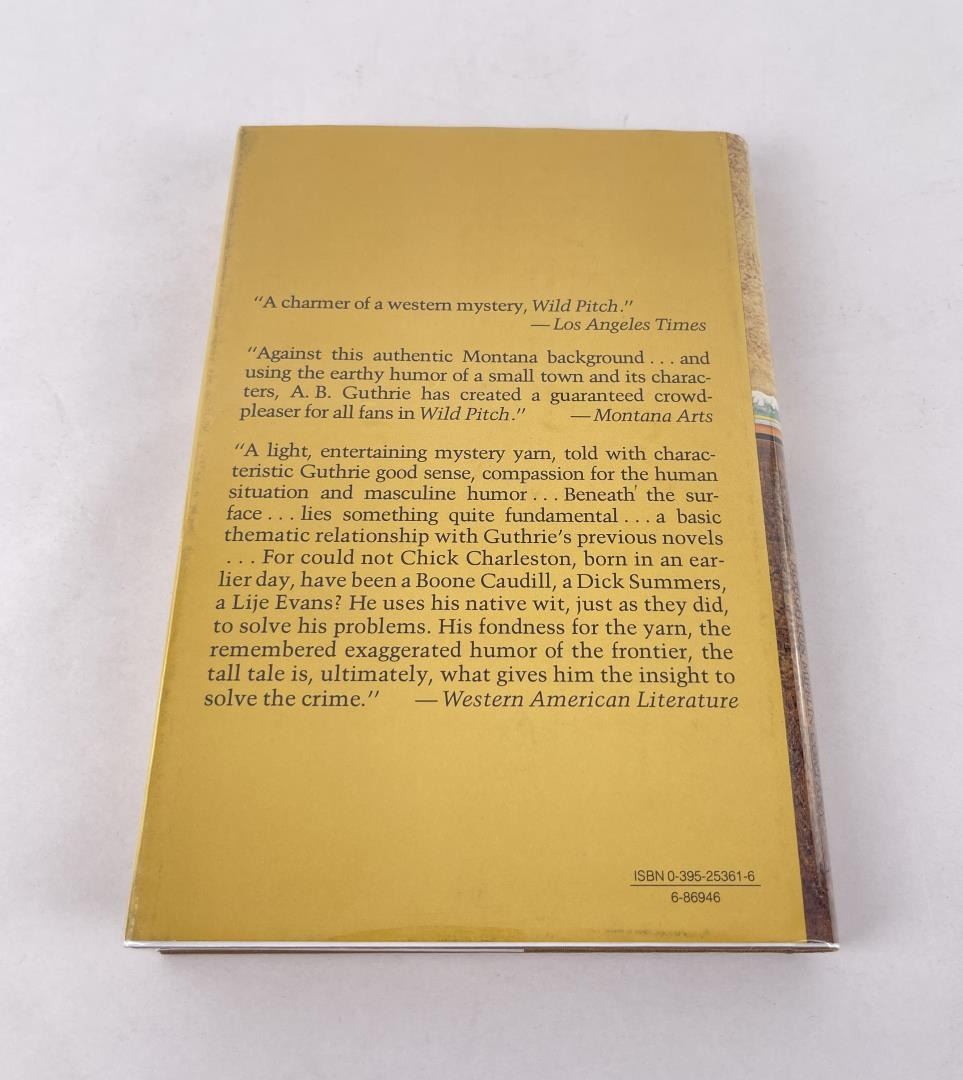 "A charmer of a western mystery, Wild Pitch."
— Los Angeles Times
"Against this authentic Montana background . . . and
using the earthy humor of a small town and its charac-
ters, A. B. Guthrie has created a guaranteed crowd-
pleaser for all fans in Wild Pitch." — Montana Arts
"A light, entertaining mystery yarn, told with charac-
teristic Guthrie good sense, compassion for the human
situation and masculine humor . . . Beneath the sur-
face . . . lies something quite fundamental . . . a basic
thematic relationship with Guthrie's previous novels
. . . For could not Chick Charleston, born in an ear-
lier day, have been a Boone Caudill, a Dick Summers,
a Lije Evans? He uses his native wit, just as they did,
to solve his problems. His fondness for the yarn, the
remembered exaggerated humor of the frontier, the
tall tale is, ultimately, what gives him the insight to
solve the crime." — Western American Literature
ISBN 0-395-25361-6
6-86946